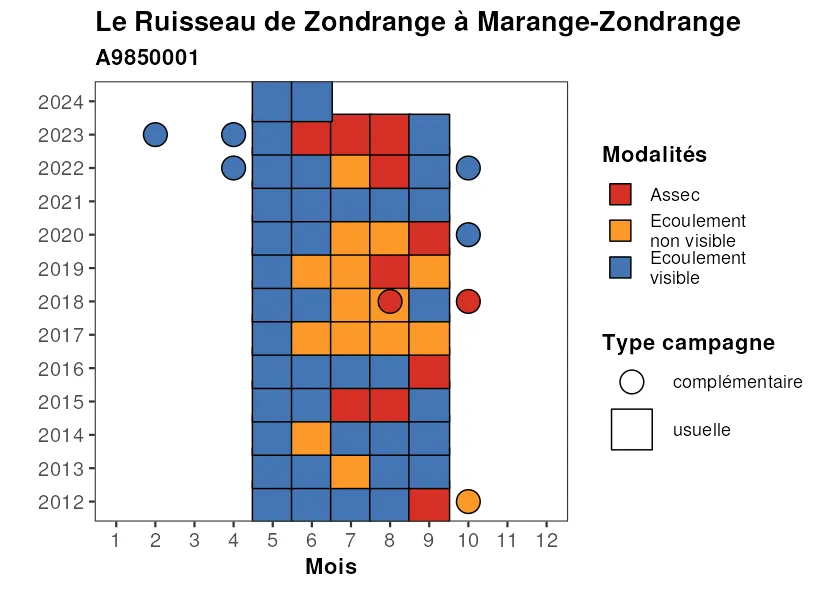 Le Ruisseau de Zondrange à Marange-Zondrange
A9850001
2024
2023
2022
2021
2020
2019
2018
2017
2016
2015
2014
2013
2012
1 2 3 4 5 6 7 8 9 10 11 12
Mois
Modalités
Assec
Ecoulement
non visible
Ecoulement
visible
Type campagne
complémentaire
usuelle